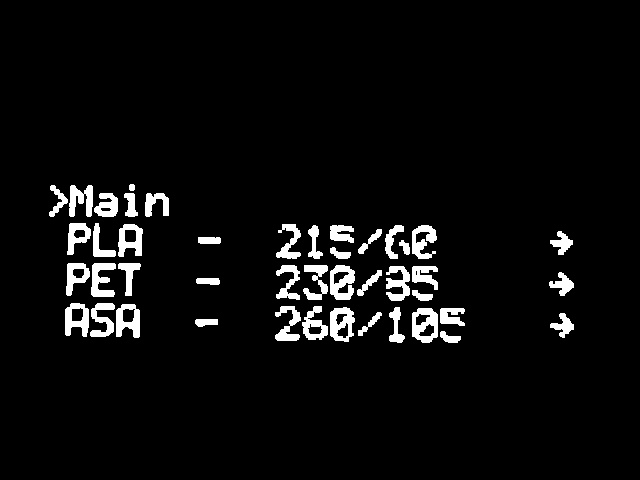 >Main
PLA - 215/60 →
PET - 230/85 →
ASA - 260/105 →